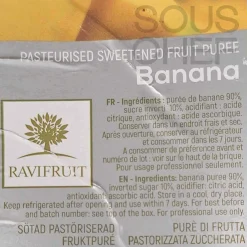 SOUS
CHEF
PASTEURISED SWEETENED FRUIT PUREE
Banana
FR - Ingrédients : purée de banane 90%,
sucre inverti 10%, acidifiant : acide
citrique, antioxydant : acide ascorbique.
Conserver dans un endroit frais et sec.
Après ouverture, conserver au réfrigérateur
et consommer dans les 7 jours.
A consommer de préférence avant le et numéro
de lot : voir sur le haut de la brique.
Pour usage professionnel seulement.
EN - ingredients : banana puree 90%,
inverted sugar 10%, acidifier: citric acid,
antioxidant: ascorbic acid. Store in a cool, dry place.
Keep refrigerated after opening and use within 7 days. For best before
and batch number: see top of the brick. For professional use only.
RAVIFRUIT
SÖTAD PASTÖRISERAD
FRUKTPURÉ
PURÈ DI FRUTTA
PASTORIZZATA ZUCCHERATA